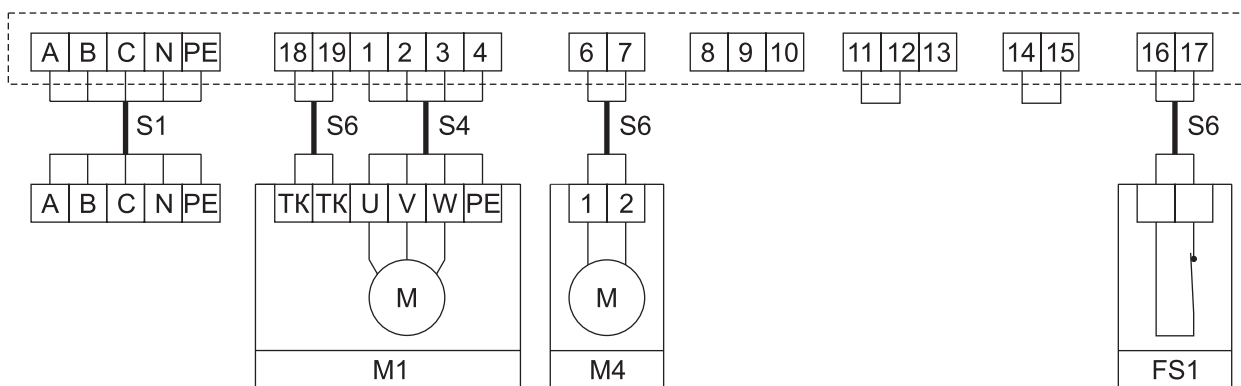 A B C N PE 18 19 1 2 3 4 6 7 8 9 10 11 12 13 14 15 16 17
S1 S6 S4 S6 S6
A B C N PE ТК ТК U V W PE 1 2
M M
M1 M4 FS1